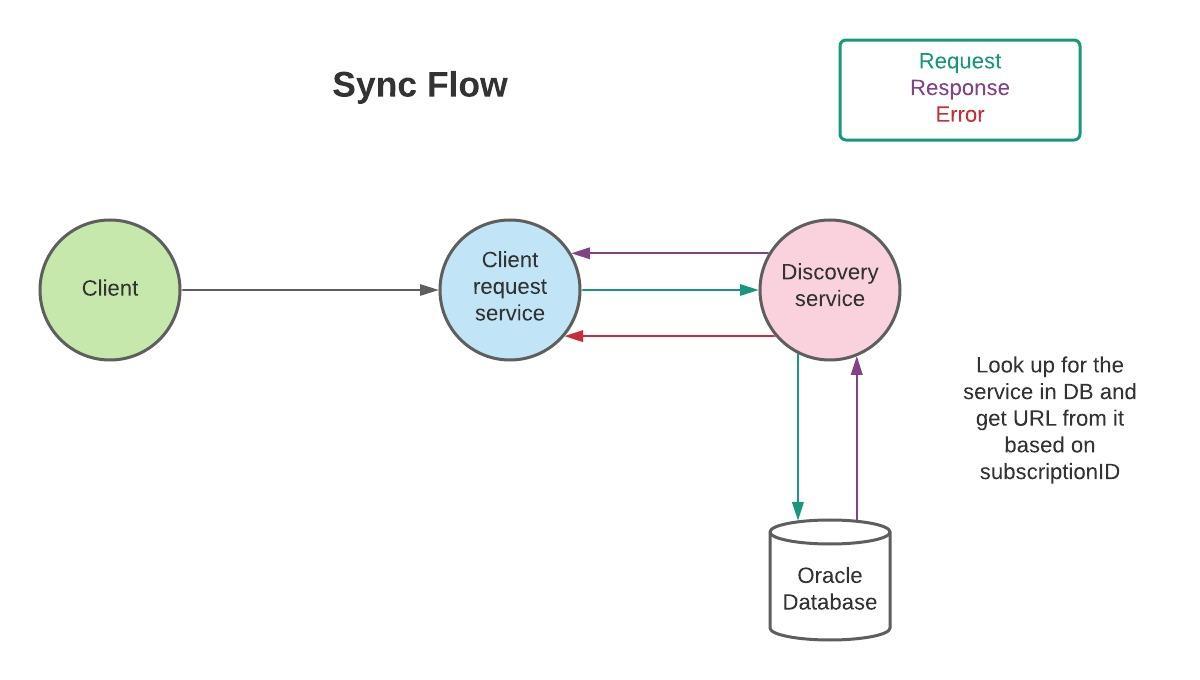 Sync Flow
Request
Response
Error
Client
Client
request
service
Discovery
service
Look up for the
service in DB and
get URL from it
based on
subscriptionID
Oracle
Database